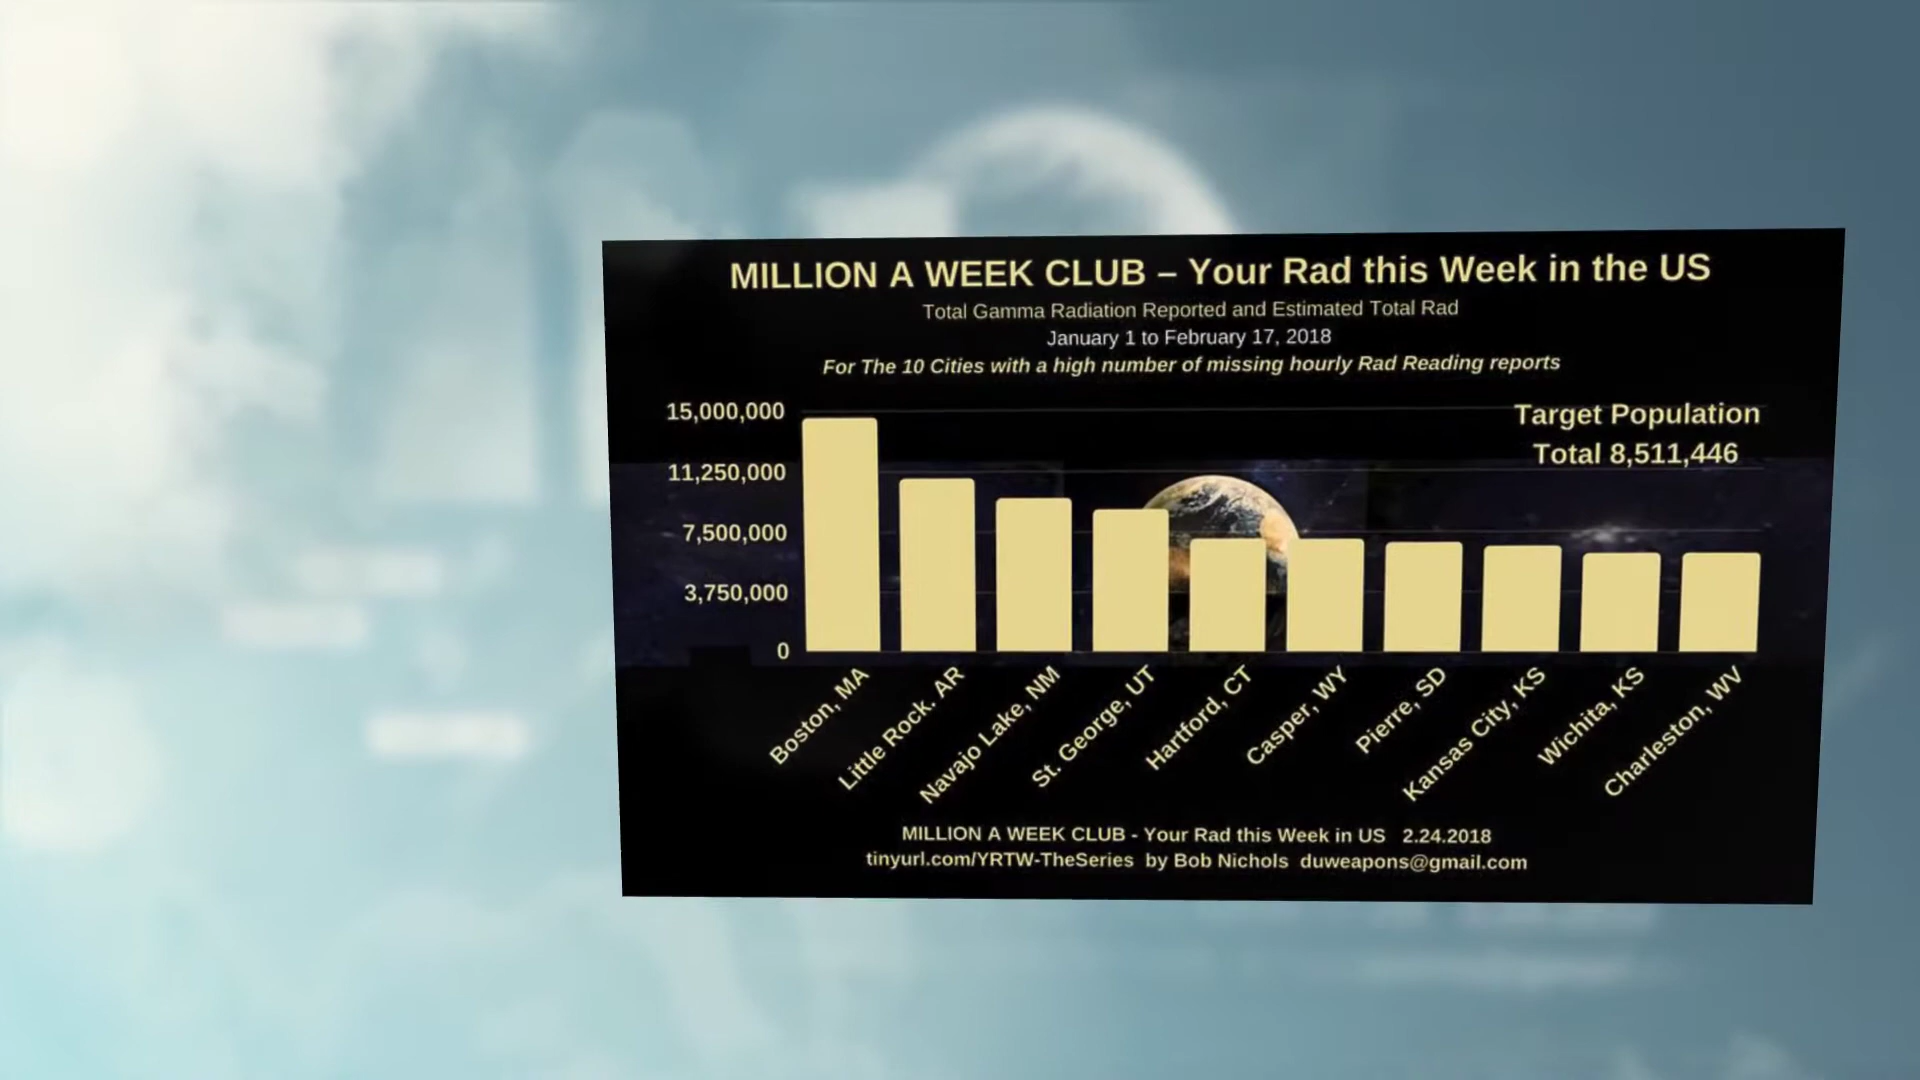 MILLION A WEEK CLUB – Your Rad this Week in the US
Total Gamma Radiation Reported and Estimated Total Rad
January 1 to February 17, 2018
For The 10 Cities with a high number of missing hourly Rad Reading reports
Target Population
Total 8,511,446
15,000,000
11,250,000
7,500,000
3,750,000
0
Boston, MA
Little Rock. AR
Navajo Lake, NM
St. George, UT
Hartford, CT
Casper, WY
Pierre, SD
Kansas City, KS
Wichita, KS
Charleston, WV
MILLION A WEEK CLUB - Your Rad this Week in US 2.24.2018
tinyurl.com/YRTW-TheSeries by Bob Nichols duweapons@gmail.com